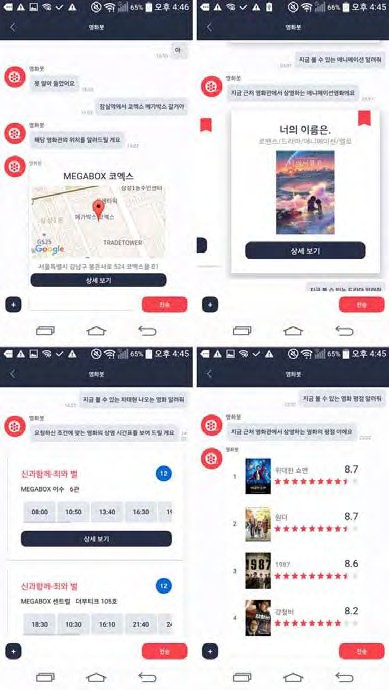 65% 오후 4:46
영화봇
야
영화봇
못 알아 들었어요
잠실역에서 코엑스 메가박스 갈거야
영화봇
해당 영화관의 위치를 알려드릴 게요
영화봇
MEGABOX 코엑스
메가박스 코엑스
TRADETOWER
Google
서울특별시 강남구 봉은사로 524 코엑스몰 B1
상세 보기
+
전송
66% 오후 4:45
영화봇
지금 볼 수 있는 애니메이션 알려줘
영화봇
지금 근처 영화관에서 상영하는 애니메이션영화에요
너의 이름은.
로맨스/드라마/애니메이션/멜로
상세 보기
지금 볼 수 있는 드라마 알려줘
+
전송
65% 오후 4:45
영화봇
지금 볼 수 있는 차태현 나오는 영화 알려줘
영화봇
요청하신 조건에 맞는 영화의 상영 시간표를 보여 드릴 게요
신과함께-죄와 벌
12
MEGABOX 이수 6관
08:00 10:50 13:40 16:30
상세 보기
신과함께-죄와 벌
12
MEGABOX 센트럴 더부티크 105호
18:30 10:30 16:10 21:40
+
전송
66% 오후 4:45
영화봇
지금 볼 수 있는 영화 평점 알려줘
영화봇
지금 근처 영화관에서 상영하는 영화의 평점 이에요
영화봇
1 위대한 쇼맨 8.7
2 원더 8.7
3 1987 8.6
4 강철비 8.2
+
전송